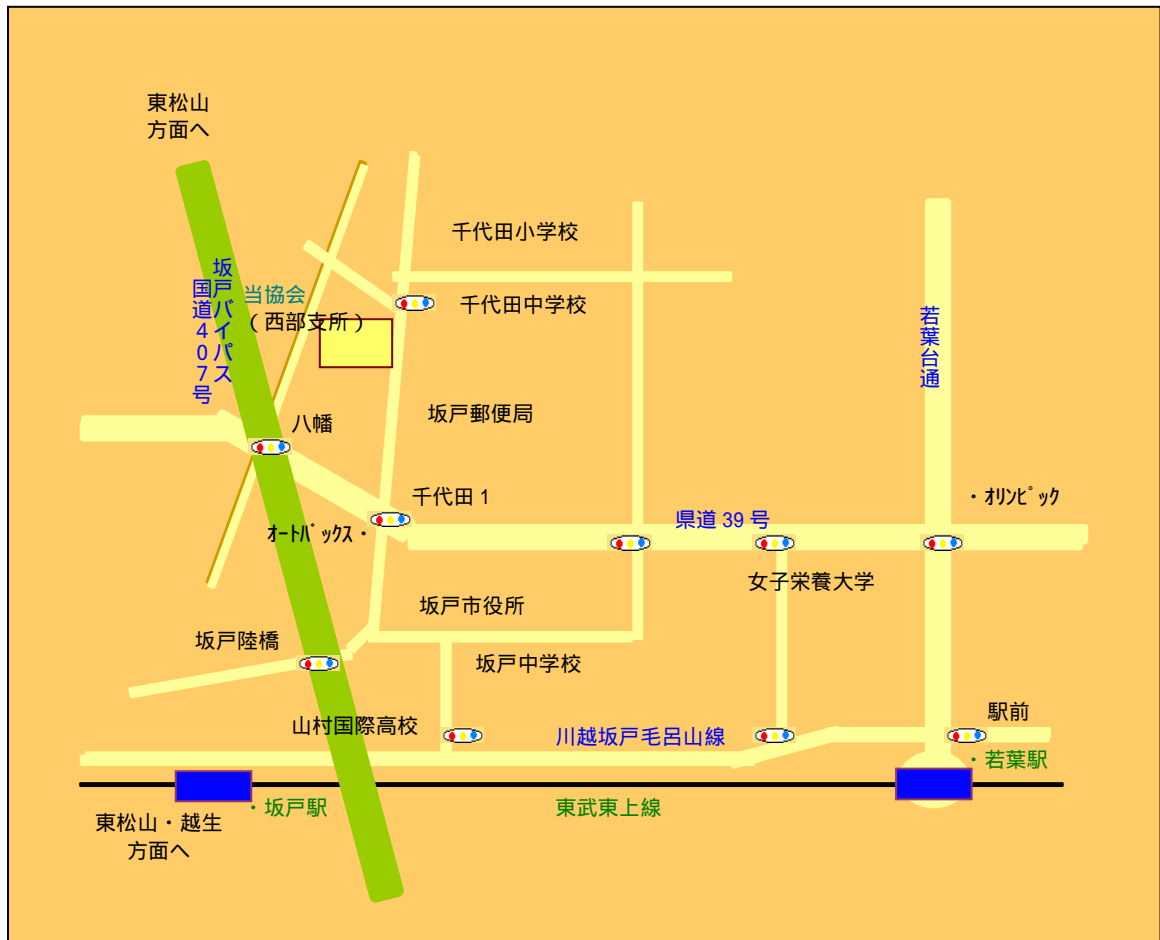 東松山
方面へ
千代田小学校
坂戸バイパス
国道407号
当協会
(西部支所)
千代田中学校
若葉台通
坂戸郵便局
八幡
千代田1
・オリンピック
県道39号
オートバックス・
女子栄養大学
坂戸市役所
坂戸陸橋
坂戸中学校
山村国際高校
駅前
川越坂戸毛呂山線
・若葉駅
・坂戸駅
東武東上線
東松山・越生
方面へ